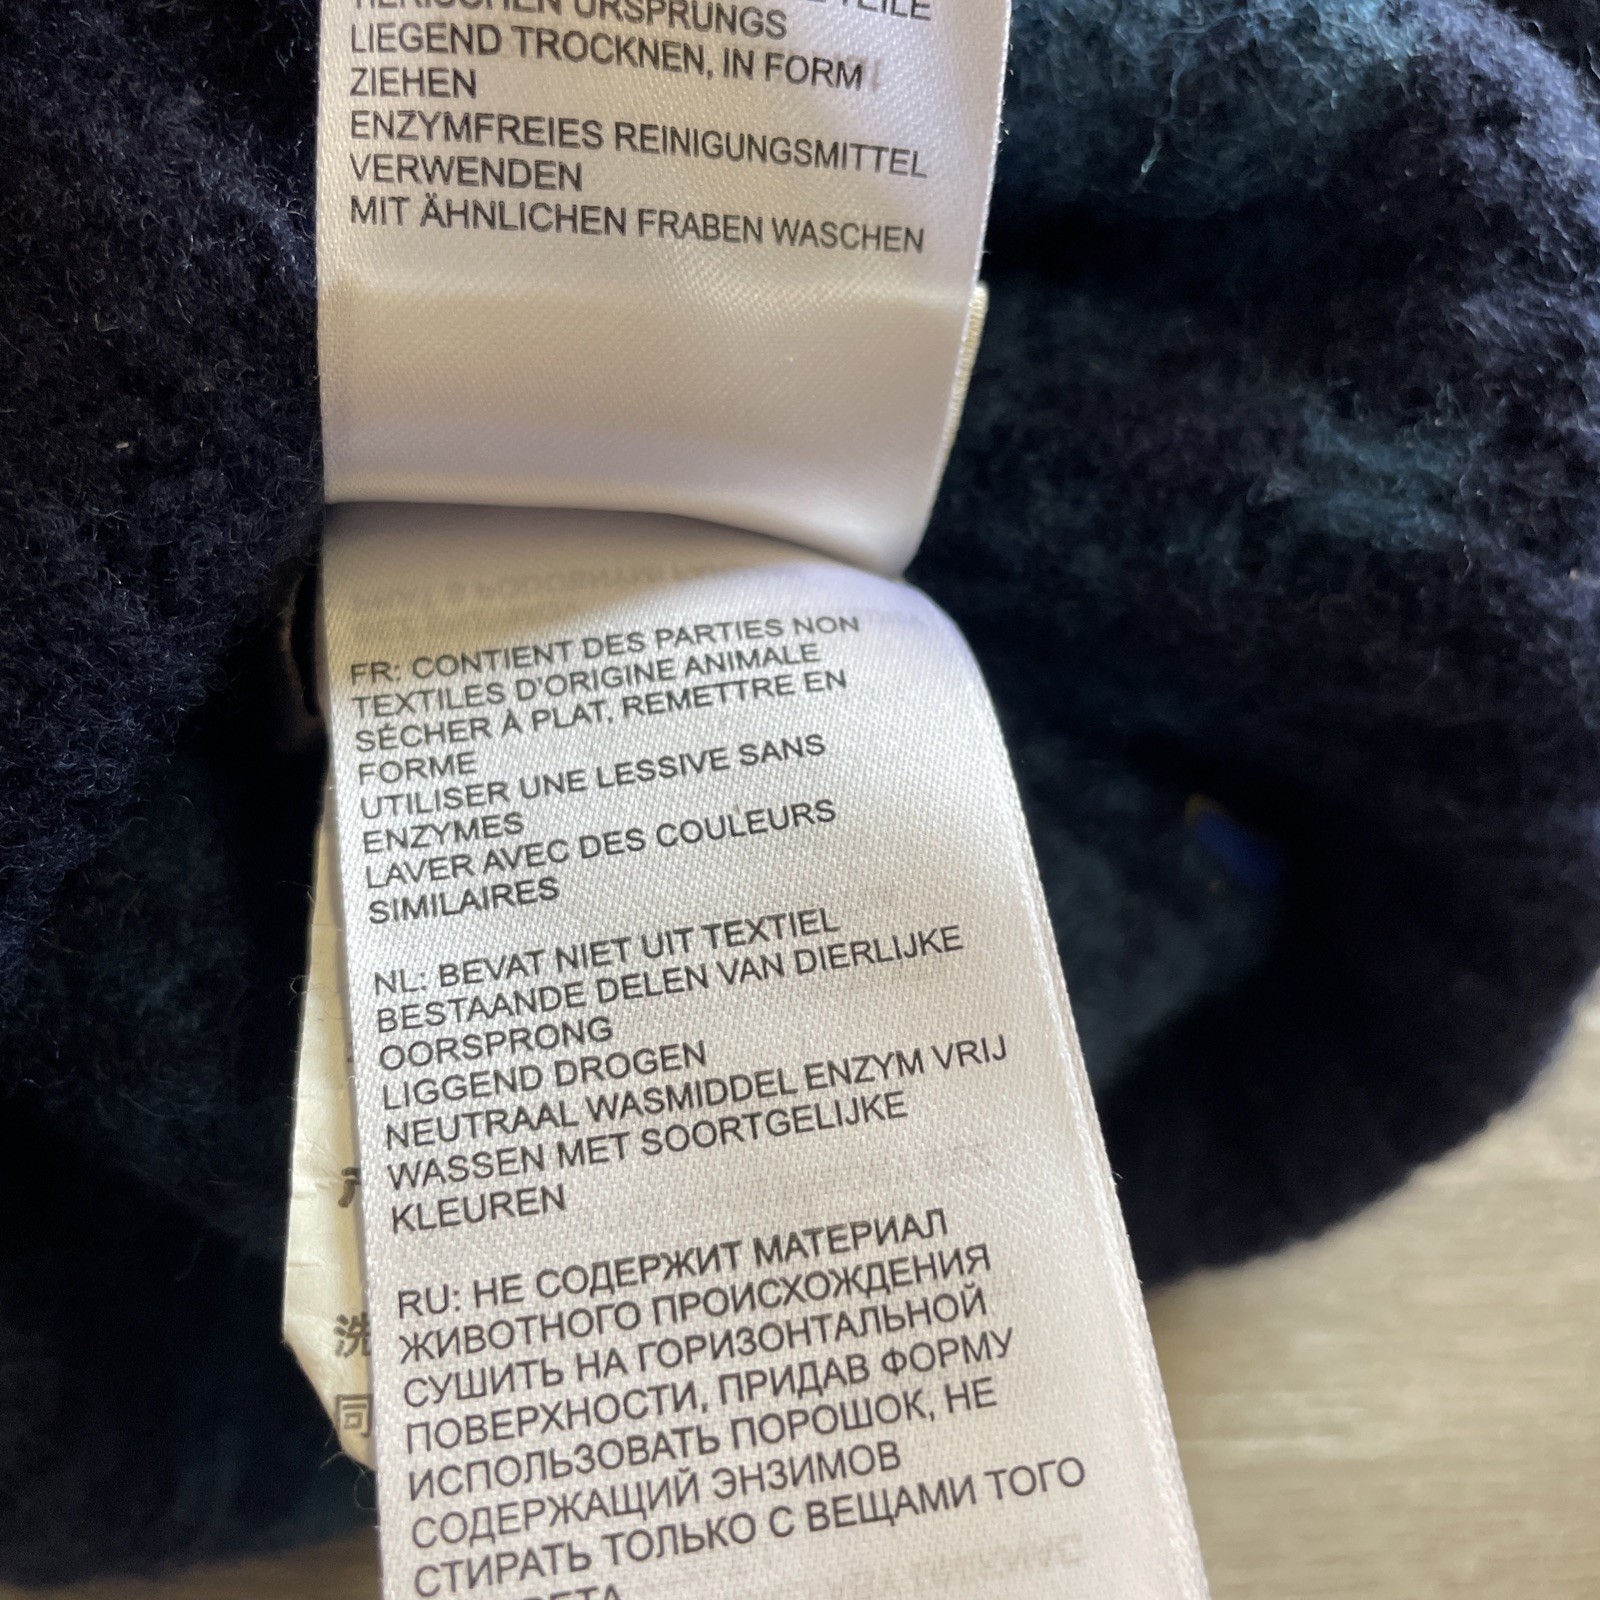 TIERISCHEN URSPRUNGS
LIEGEND TROCKNEN, IN FORM
ZIEHEN
ENZYMFREIES REINIGUNGSMITTEL
VERWENDEN
MIT ÄHNLICHEN FRABEN WASCHEN
FR: CONTIENT DES PARTIES NON
TEXTILES D'ORIGINE ANIMALE
SÉCHER À PLAT, REMETTRE EN
FORME
UTILISER UNE LESSIVE SANS
ENZYMES
LAVER AVEC DES COULEURS
SIMILAIRES
NL: BEVAT NIET UIT TEXTIEL
BESTAANDE DELEN VAN DIERLIJKE
OORSPRONG
LIGGEND DROGEN
NEUTRAAL WASMIDDEL ENZYM VRIJ
WASSEN MET SOORTGELIJKE
KLEUREN
RU: НЕ СОДЕРЖИТ МАТЕРИАЛ
ЖИВОТНОГО ПРОИСХОЖДЕНИЯ
СУШИТЬ НА ГОРИЗОНТАЛЬНОЙ
ПОВЕРХНОСТИ, ПРИДАВ ФОРМУ
ИСПОЛЬЗОВАТЬ ПОРОШОК, НЕ
СОДЕРЖАЩИЙ ЭНЗИМОВ
СТИРАТЬ ТОЛЬКО С ВЕЩАМИ ТОГО
洗
同